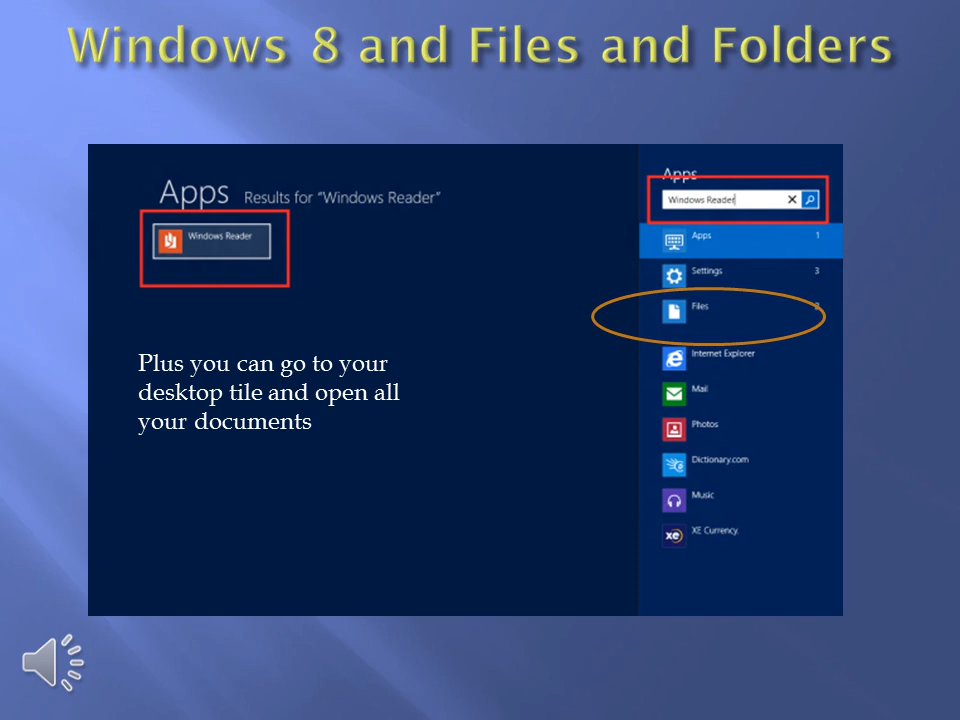 Windows 8 and Files and Folders
Apps Results for "Windows Reader"
Windows Reader
Plus you can go to your
desktop tile and open all
your documents
Apps
Windows Reader
Apps 1
Settings 3
Files
Internet Explorer
Mail
Photos
Dictionary.com
Music
XE Currency